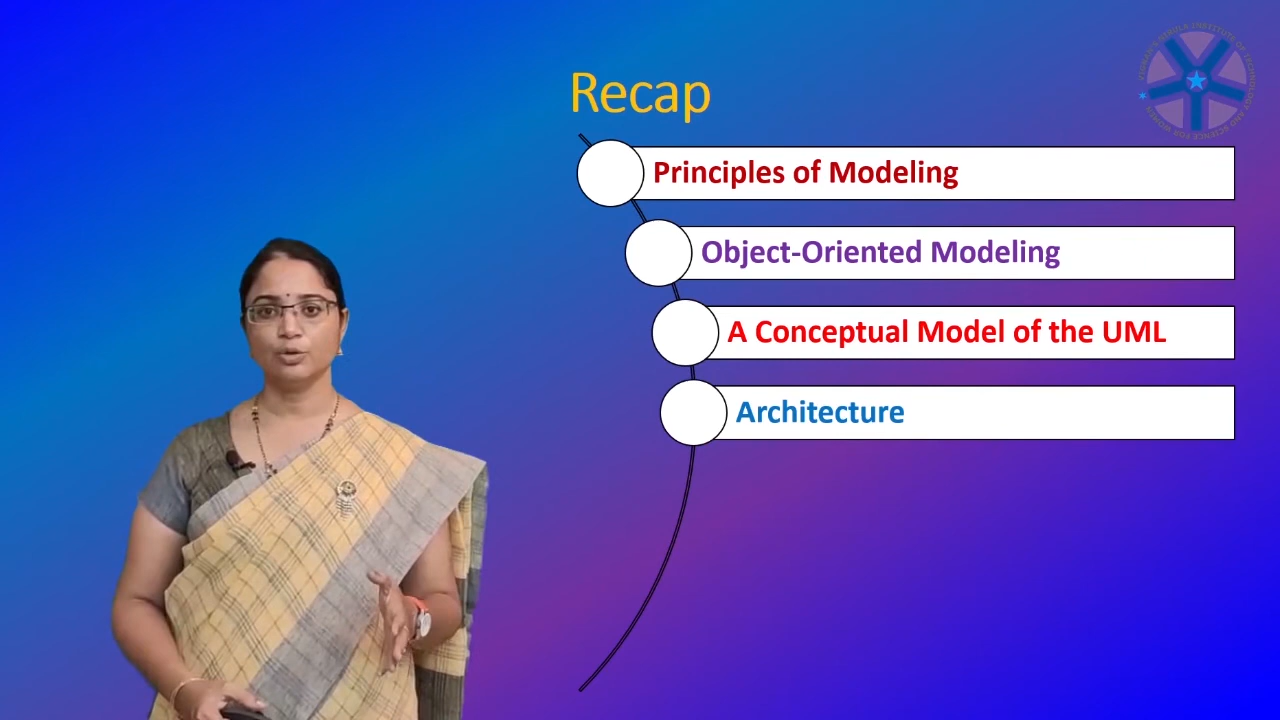 Recap
Principles of Modeling
Object-Oriented Modeling
A Conceptual Model of the UML
Architecture